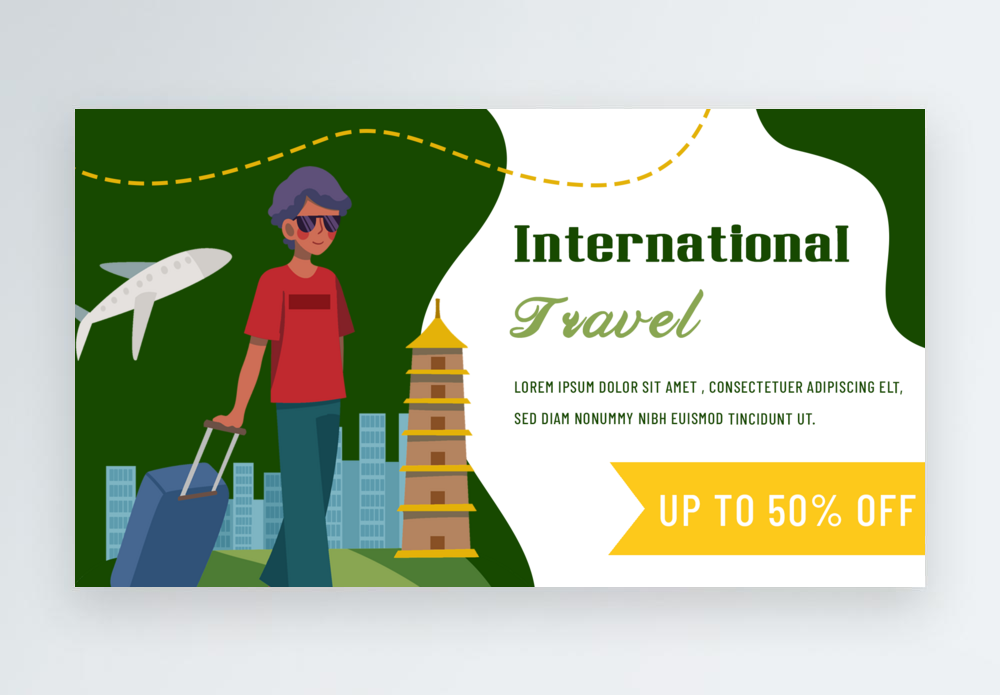 International
Travel
LOREM IPSUM DOLOR SIT AMET , CONSECTETUER ADIPISCING ELT,
SED DIAM NONUMMY NIBH EUISMOD TINCIDUNT UT.
UP TO 50% OFF